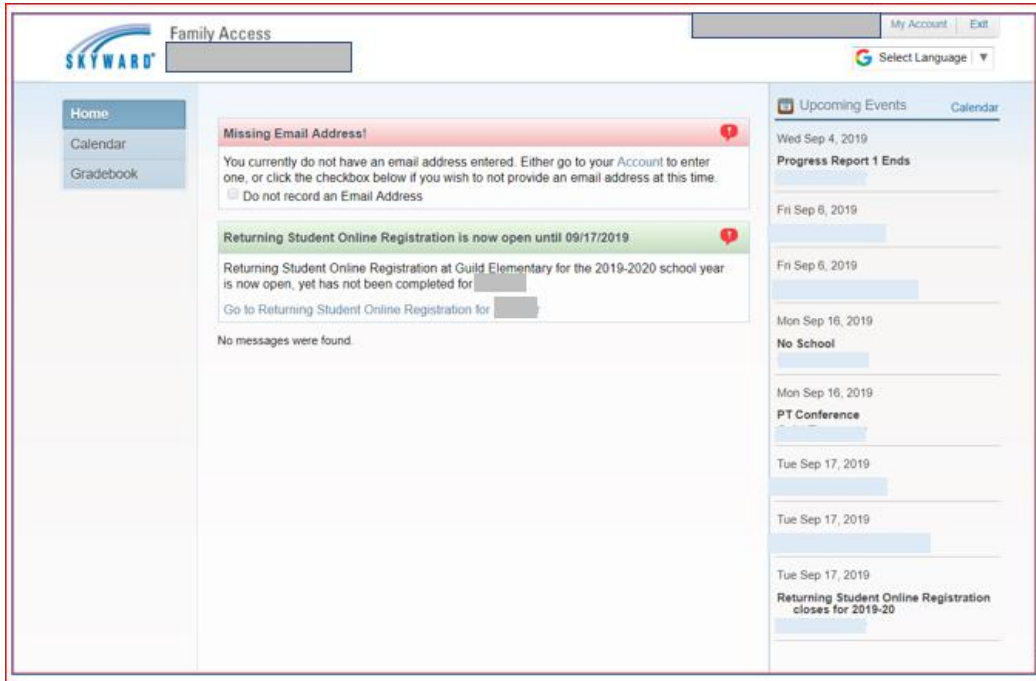 Family Access
SKYWARD
My Account Exit
Select Language ▼
Home
Calendar
Gradebook
Missing Email Address!
You currently do not have an email address entered. Either go to your Account to enter
one, or click the checkbox below if you wish to not provide an email address at this time.
Do not record an Email Address
Returning Student Online Registration is now open until 09/17/2019
Returning Student Online Registration at Guild Elementary for the 2019-2020 school year
is now open, yet has not been completed for
Go to Returning Student Online Registration for
No messages were found.
Upcoming Events Calendar
Wed Sep 4, 2019
Progress Report 1 Ends
Fri Sep 6, 2019
Fri Sep 6, 2019
Mon Sep 16, 2019
No School
Mon Sep 16, 2019
PT Conference
Tue Sep 17, 2019
Tue Sep 17, 2019
Tue Sep 17, 2019
Returning Student Online Registration
closes for 2019-20